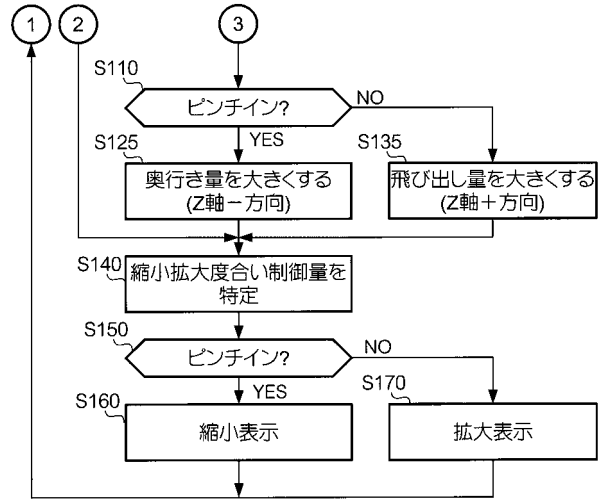 1
2
3
S110
ピンチイン?
NO
YES
S125
奥行き量を大きくする
(Z軸－方向)
S135
飛び出し量を大きくする
(Z軸＋方向)
S140
縮小拡大度合い制御量を
特定
S150
ピンチイン?
NO
YES
S160
縮小表示
S170
拡大表示